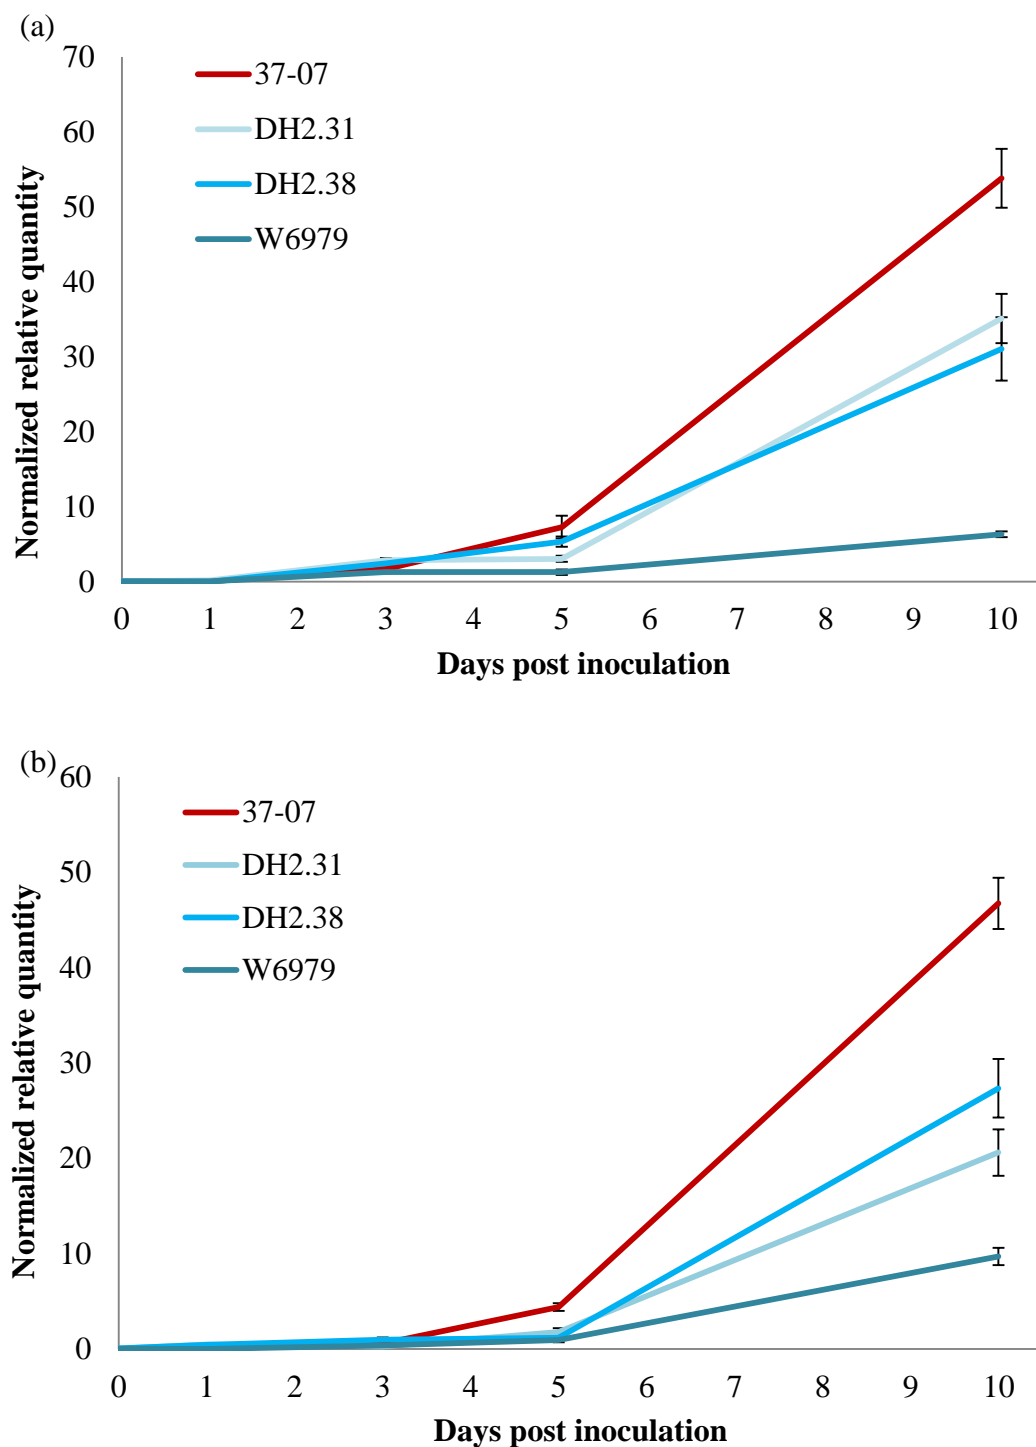 (a)
70
60
50
40
30
20
10
0
Normalized relative quantity
37-07
DH2.31
DH2.38
W6979
0 1 2 3 4 5 6 7 8 9 10
Days post inoculation
(b)
60
50
40
30
20
10
0
Normalized relative quantity
37-07
DH2.31
DH2.38
W6979
0 1 2 3 4 5 6 7 8 9 10
Days post inoculation